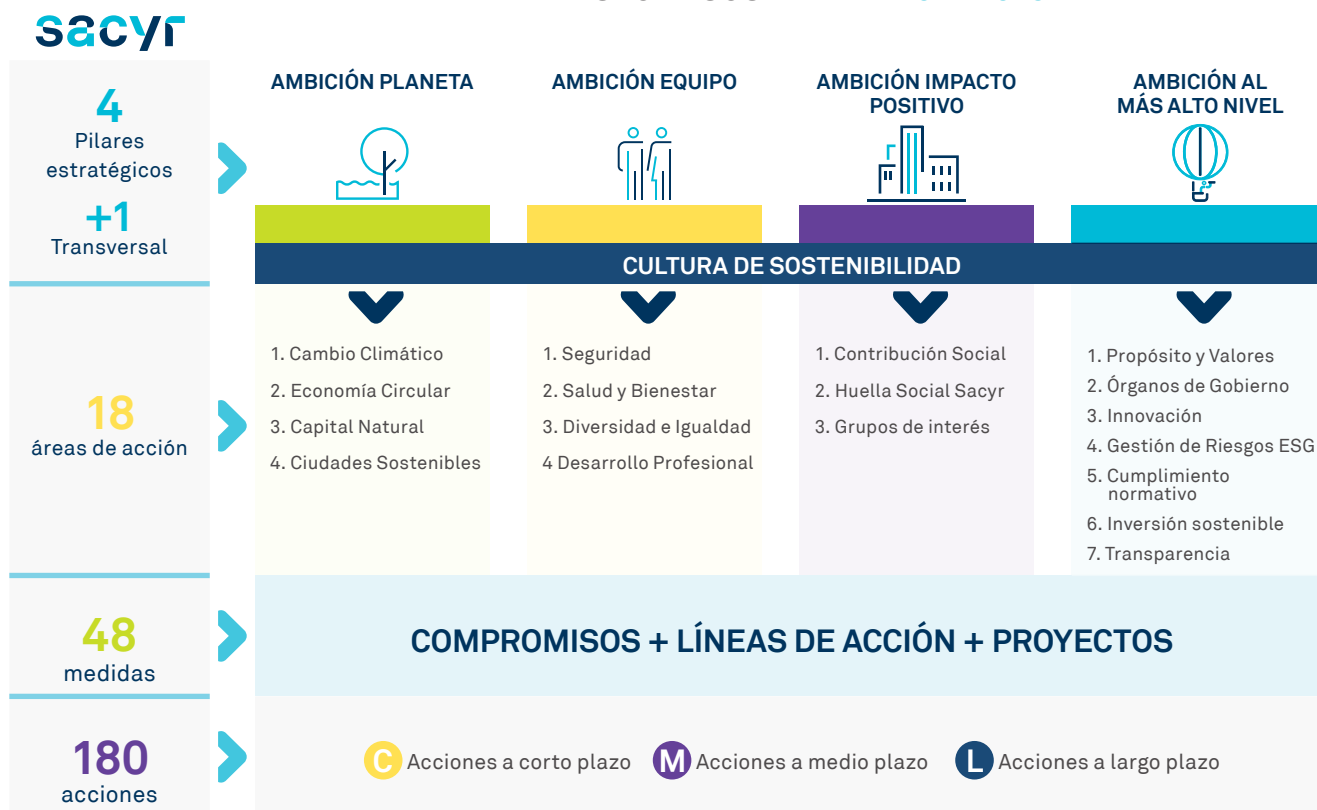 sacyr
4
Pilares
estratégicos
+1
Transversal
AMBICIÓN PLANETA
AMBICIÓN EQUIPO
AMBICIÓN IMPACTO
POSITIVO
AMBICIÓN AL
MÁS ALTO NIVEL
CULTURA DE SOSTENIBILIDAD
18
áreas de acción
1. Cambio Climático
2. Economía Circular
3. Capital Natural
4. Ciudades Sostenibles
1. Seguridad
2. Salud y Bienestar
3. Diversidad e Igualdad
4 Desarrollo Profesional
1. Contribución Social
2. Huella Social Sacyr
3. Grupos de interés
1. Propósito y Valores
2. Órganos de Gobierno
3. Innovación
4. Gestión de Riesgos ESG
5. Cumplimiento
normativo
6. Inversión sostenible
7. Transparencia
48
medidas
COMPROMISOS + LÍNEAS DE ACCIÓN + PROYECTOS
180
acciones
C Acciones a corto plazo
M Acciones a medio plazo
L Acciones a largo plazo